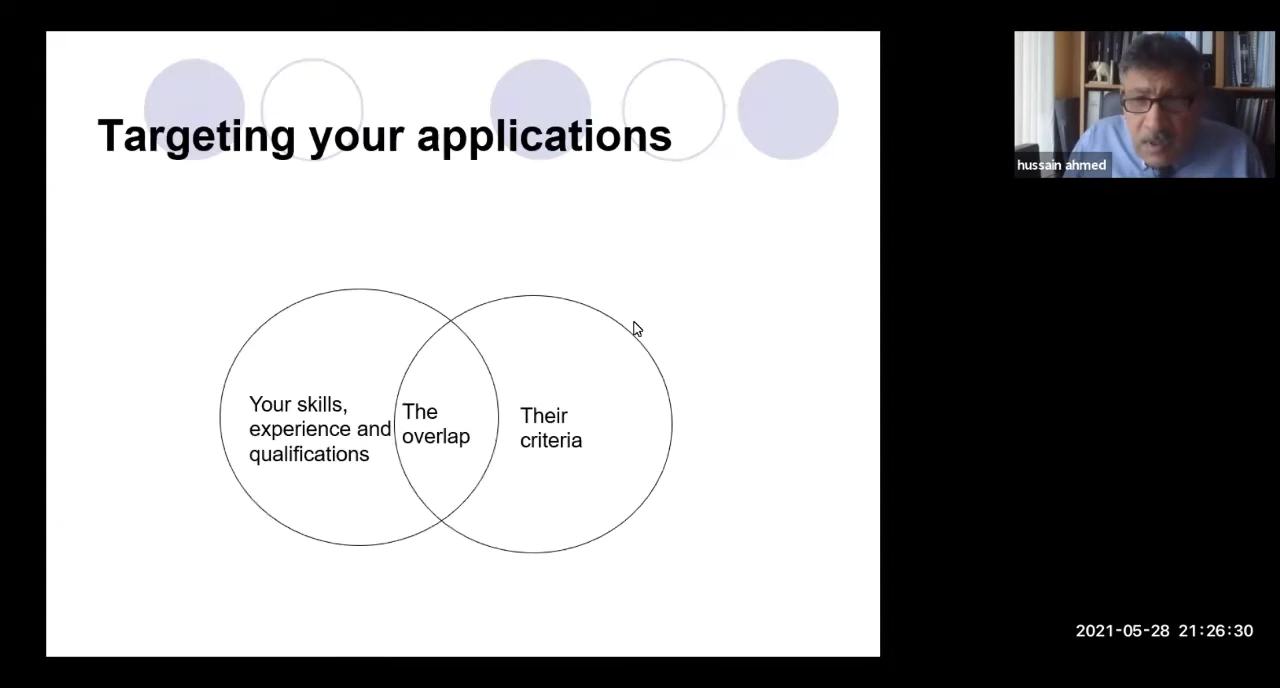 Targeting your applications
hussain ahmed
Your skills,
experience and
qualifications
The
overlap
Their
criteria
2021-05-28 21:26:30